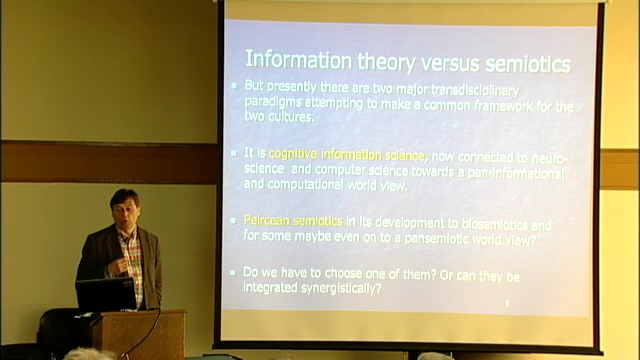 Information theory versus semiotics
But presently there are two major transdisciplinary
paradigms attempting to make a common framework for the
two cultures.
It is cognitive information science, now connected to neuro-
science and computer science towards a pan-informational
and computational world view.
Peircean semiotics in its development to biosemiotics and
for some maybe even on to a pansemiotic world view?
Do we have to choose one of them? Or can they be
integrated synergistically?